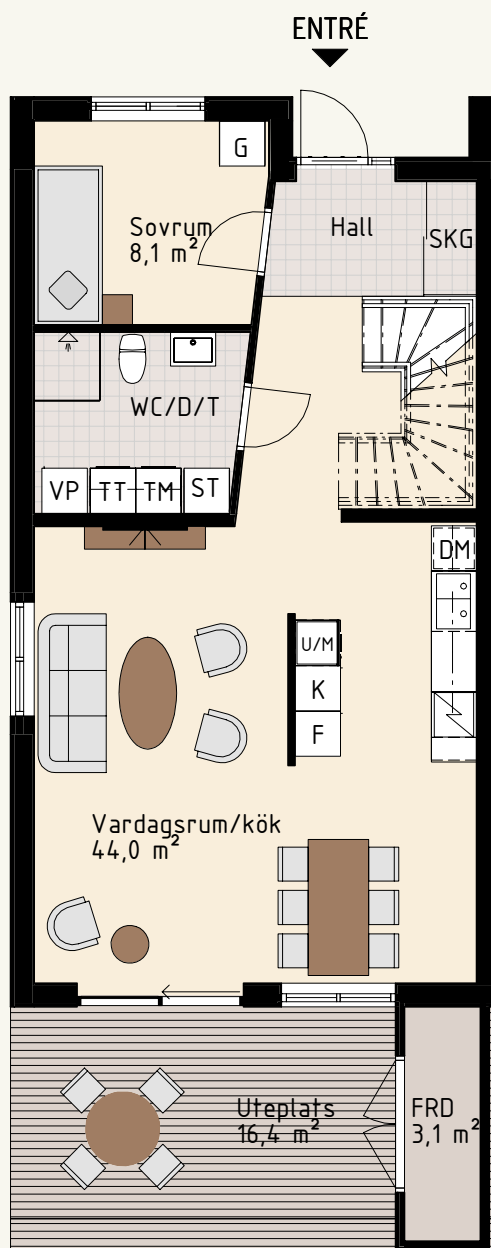 ENTRÉ
G
Sovrum
8,1 m²
Hall
SKG
WC/D/T
VP
TT
TM
ST
DM
U/M
K
F
Vardagsrum/kök
44,0 m²
Uteplats
16,4 m²
FRD
3,1 m²